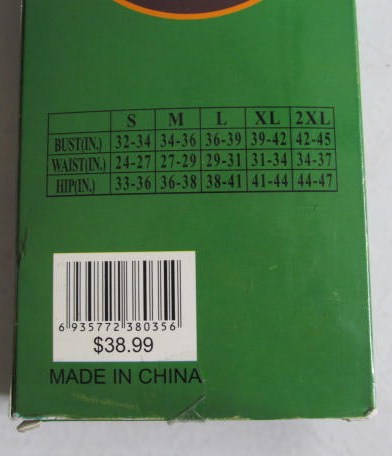 S M L XL 2XL
BUST(IN.) 32-34 34-36 36-39 39-42 42-45
WAIST(IN.) 24-27 27-29 29-31 31-34 34-37
HIP(IN.) 33-36 36-38 38-41 41-44 44-47
6 935772 380356
$38.99
MADE IN CHINA